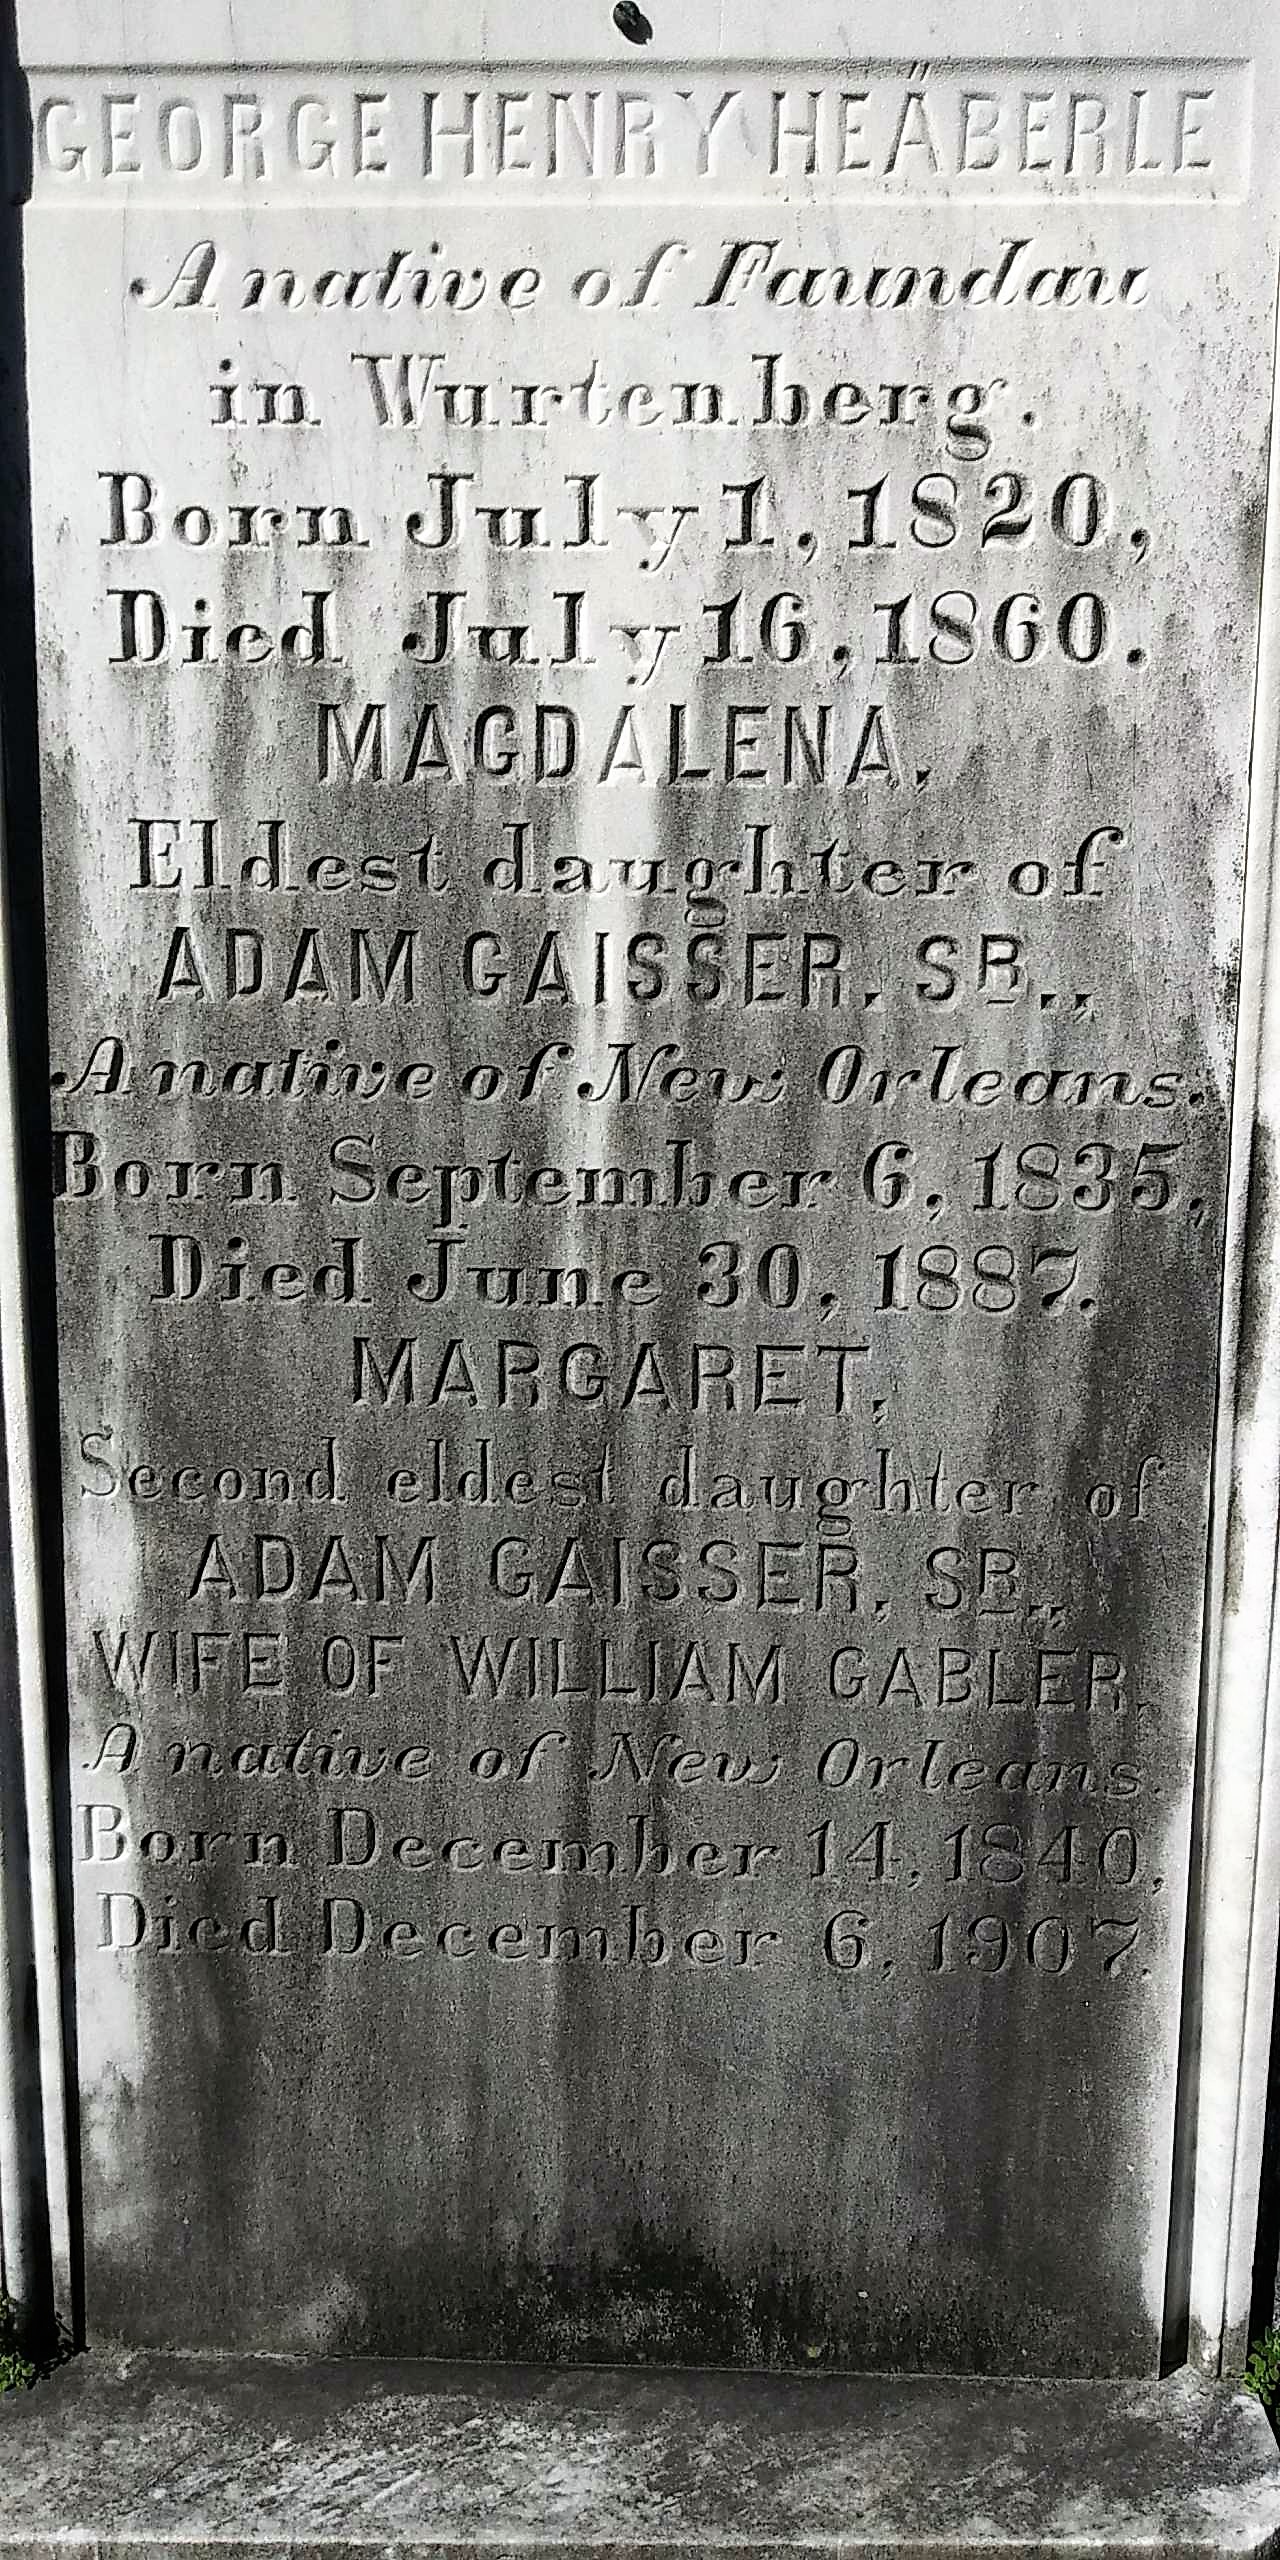 GEORGE HENRY HEÄBERLE
A native of Faundau
in Wurtenberg.
Born July 1, 1820,
Died July 16, 1860.
MAGDALENA,
Eldest daughter of
ADAM GAISSER, SR.,
A native of New Orleans.
Born September 6, 1835,
Died June 30, 1887.
MARGARET,
Second eldest daughter of
ADAM GAISSER, SR.,
WIFE OF WILLIAM GABLER,
A native of New Orleans.
Born December 14, 1840,
Died December 6, 1907.